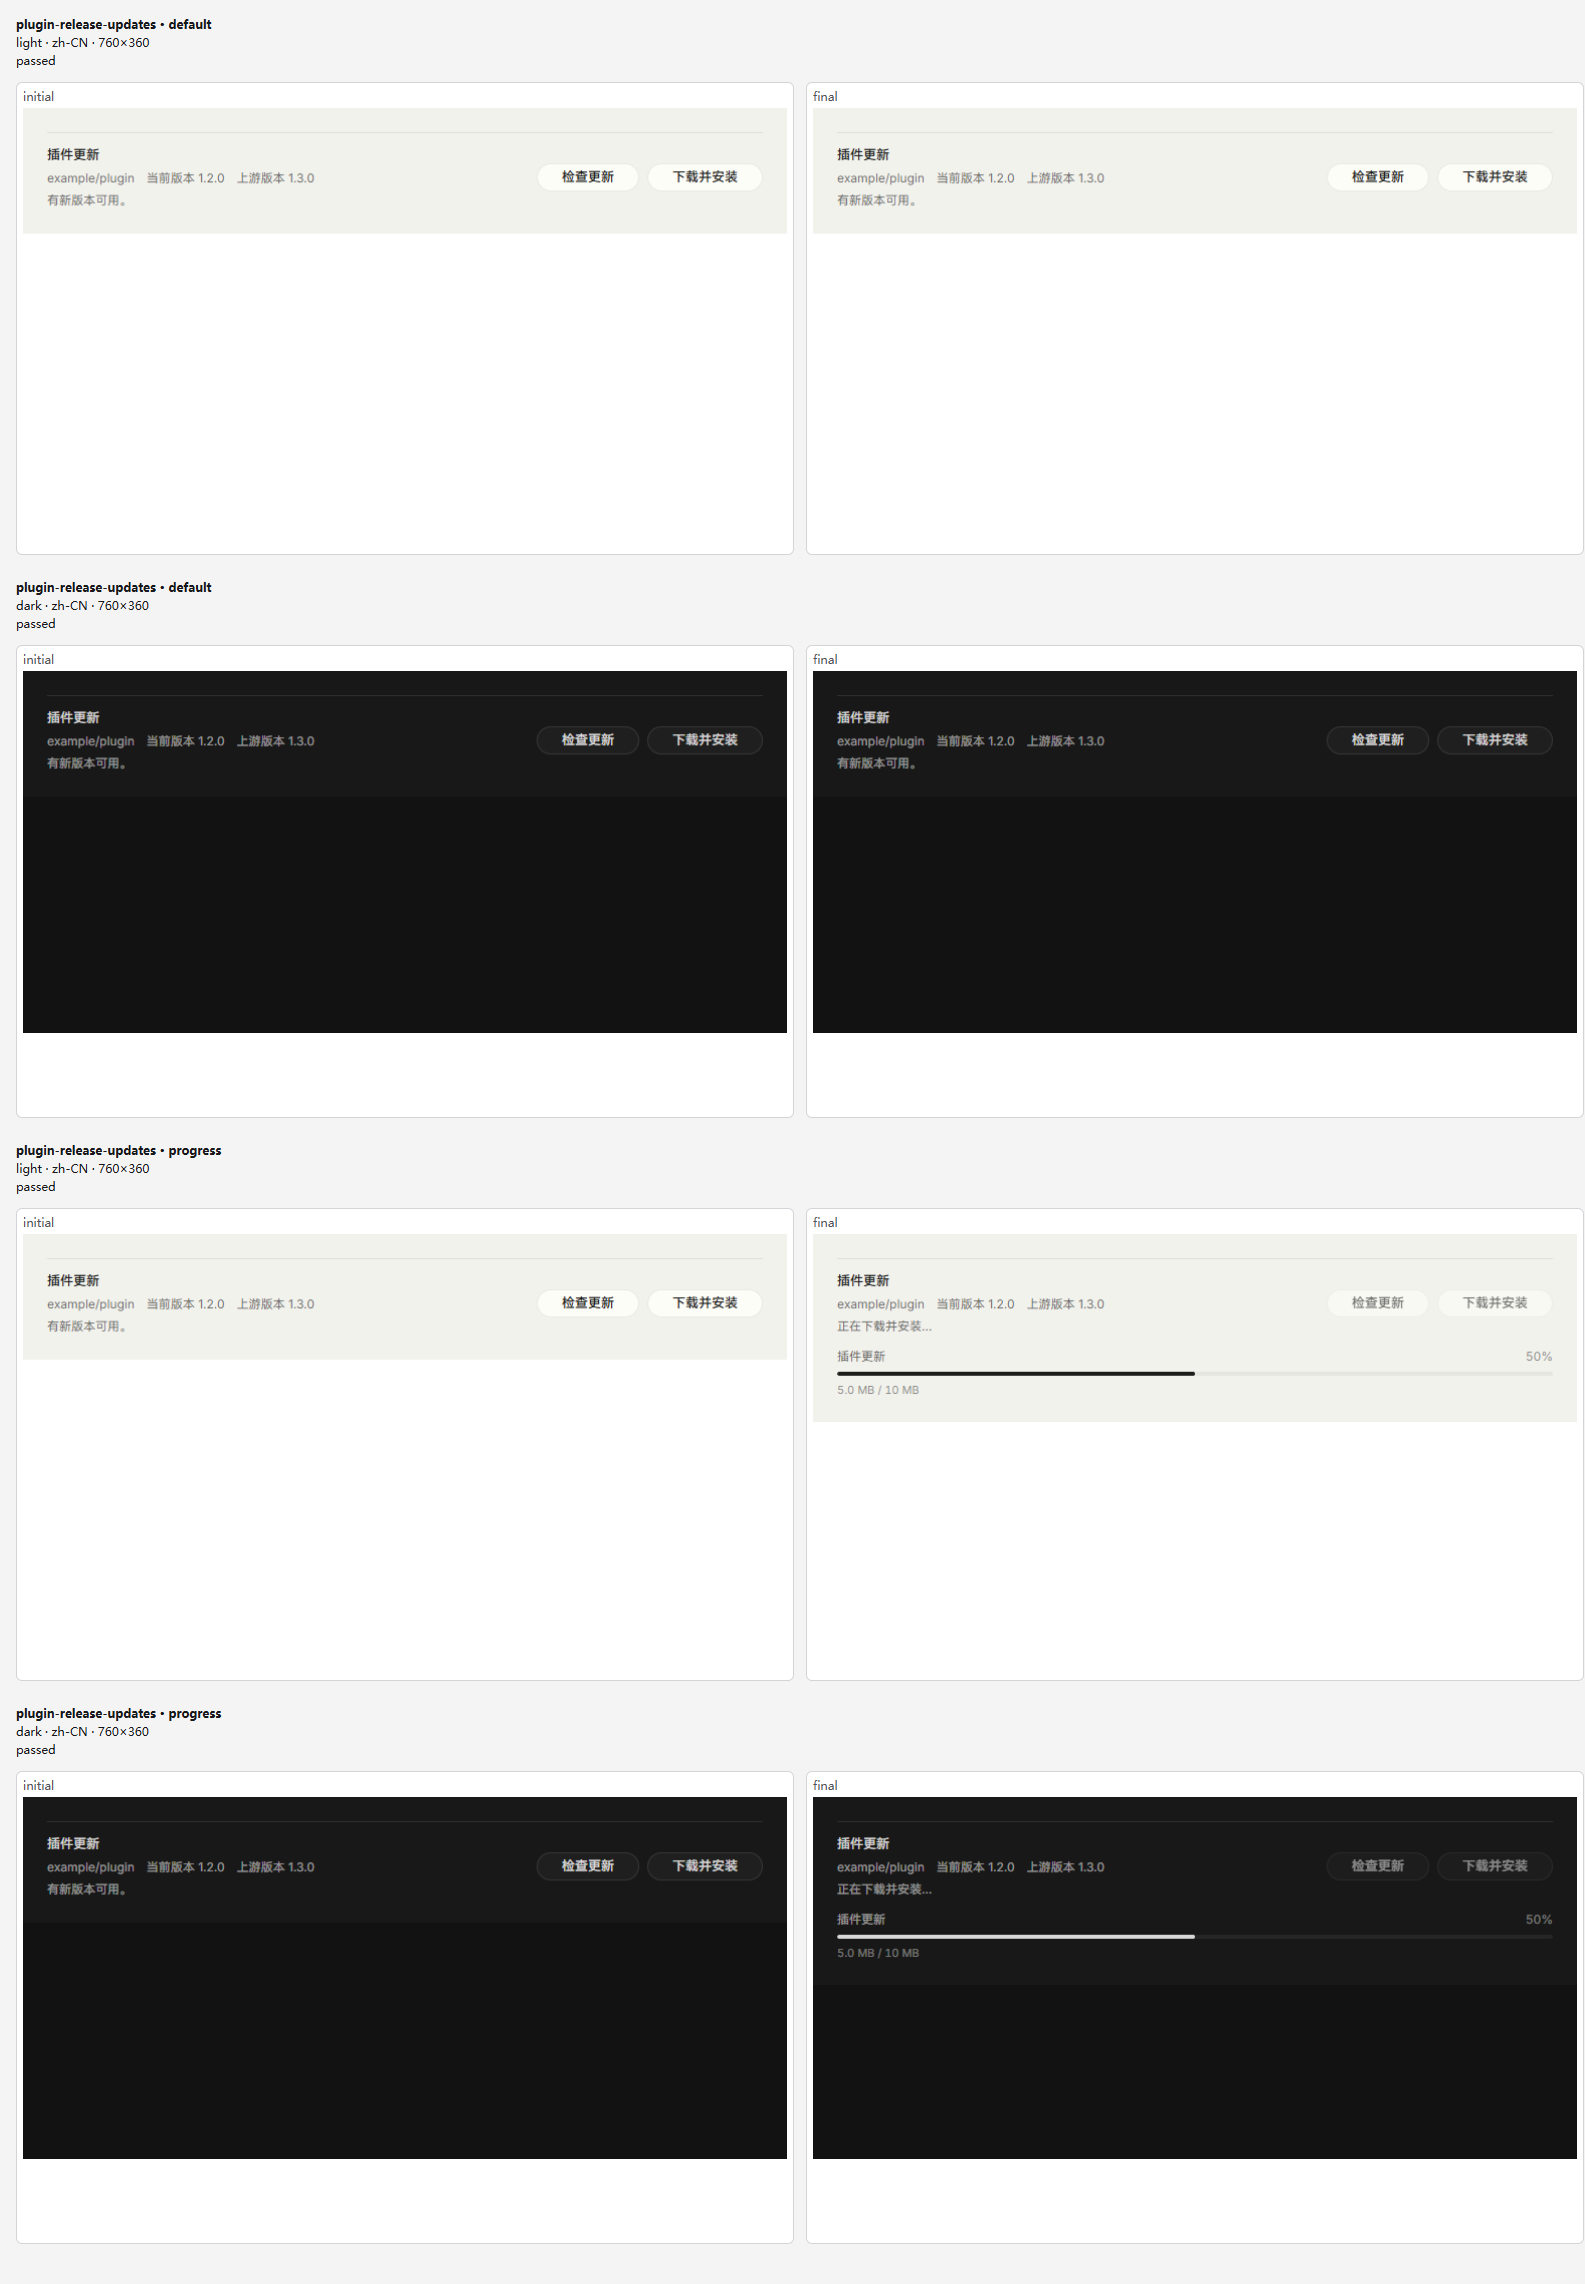 plugin-release-updates • default
light · zh-CN · 760×360
passed
initial
插件更新
example/plugin 当前版本 1.2.0 上游版本 1.3.0
有新版本可用。
检查更新
下载并安装
final
插件更新
example/plugin 当前版本 1.2.0 上游版本 1.3.0
有新版本可用。
检查更新
下载并安装
plugin-release-updates • default
dark · zh-CN · 760×360
passed
initial
插件更新
example/plugin 当前版本 1.2.0 上游版本 1.3.0
有新版本可用。
检查更新
下载并安装
final
插件更新
example/plugin 当前版本 1.2.0 上游版本 1.3.0
有新版本可用。
检查更新
下载并安装
plugin-release-updates • progress
light · zh-CN · 760×360
passed
initial
插件更新
example/plugin 当前版本 1.2.0 上游版本 1.3.0
有新版本可用。
检查更新
下载并安装
final
插件更新
example/plugin 当前版本 1.2.0 上游版本 1.3.0
正在下载并安装...
检查更新
下载并安装
插件更新 50%
5.0 MB / 10 MB
plugin-release-updates • progress
dark · zh-CN · 760×360
passed
initial
插件更新
example/plugin 当前版本 1.2.0 上游版本 1.3.0
有新版本可用。
检查更新
下载并安装
final
插件更新
example/plugin 当前版本 1.2.0 上游版本 1.3.0
正在下载并安装...
检查更新
下载并安装
插件更新 50%
5.0 MB / 10 MB